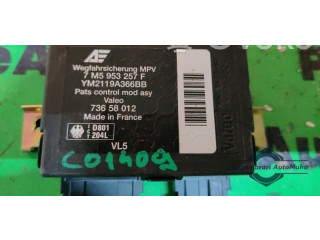 Wegfahrsicherung MPV
7 M5 953 257 F
YM2119A366BB
Pats control mod asy
Valeo
736 58 012
Made in France
D801
204L
VL5
Valeo